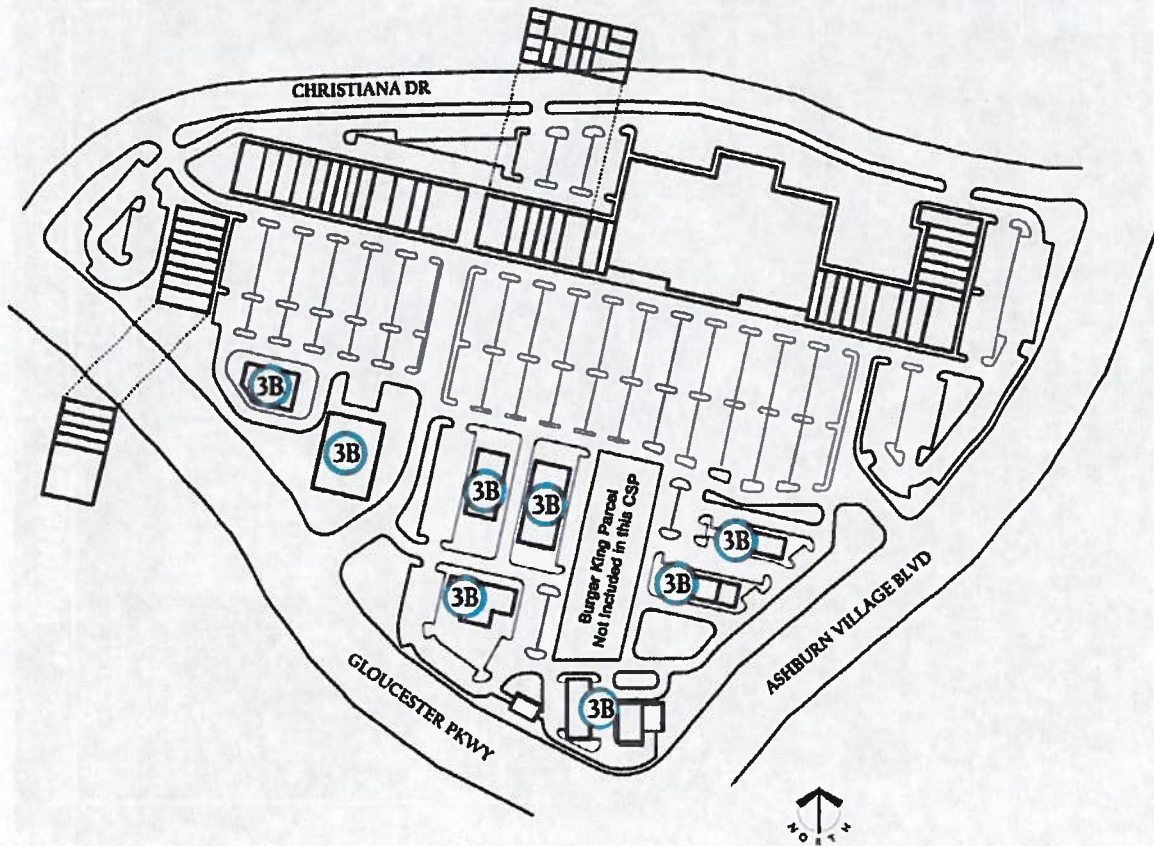 CHRISTIANA DR
3B
3B
3B
3B
3B
3B
3B
3B
Burger King Parcel
Not Included in this CSP
ASHBURN VILLAGE BLVD
GLOUCESTER PKWY
NORTH